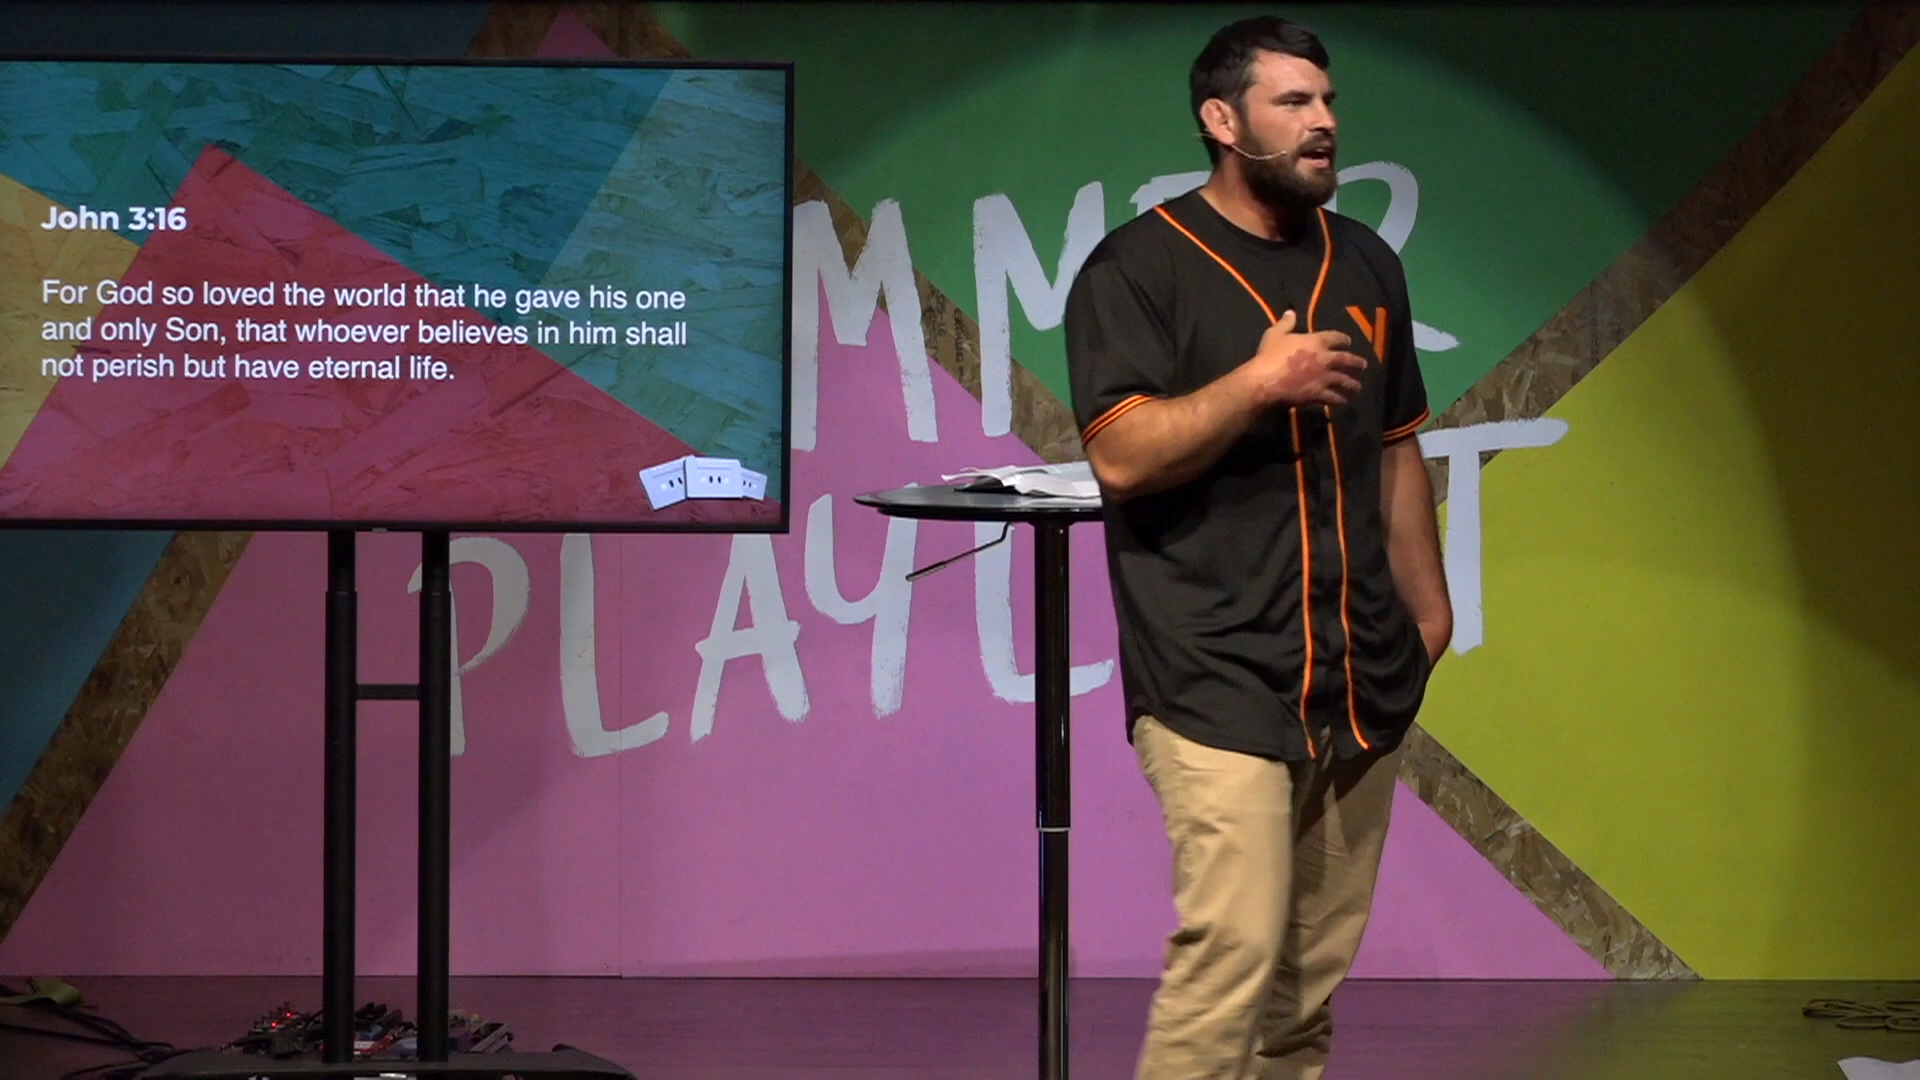 John 3:16
For God so loved the world that he gave his one
and only Son, that whoever believes in him shall
not perish but have eternal life.